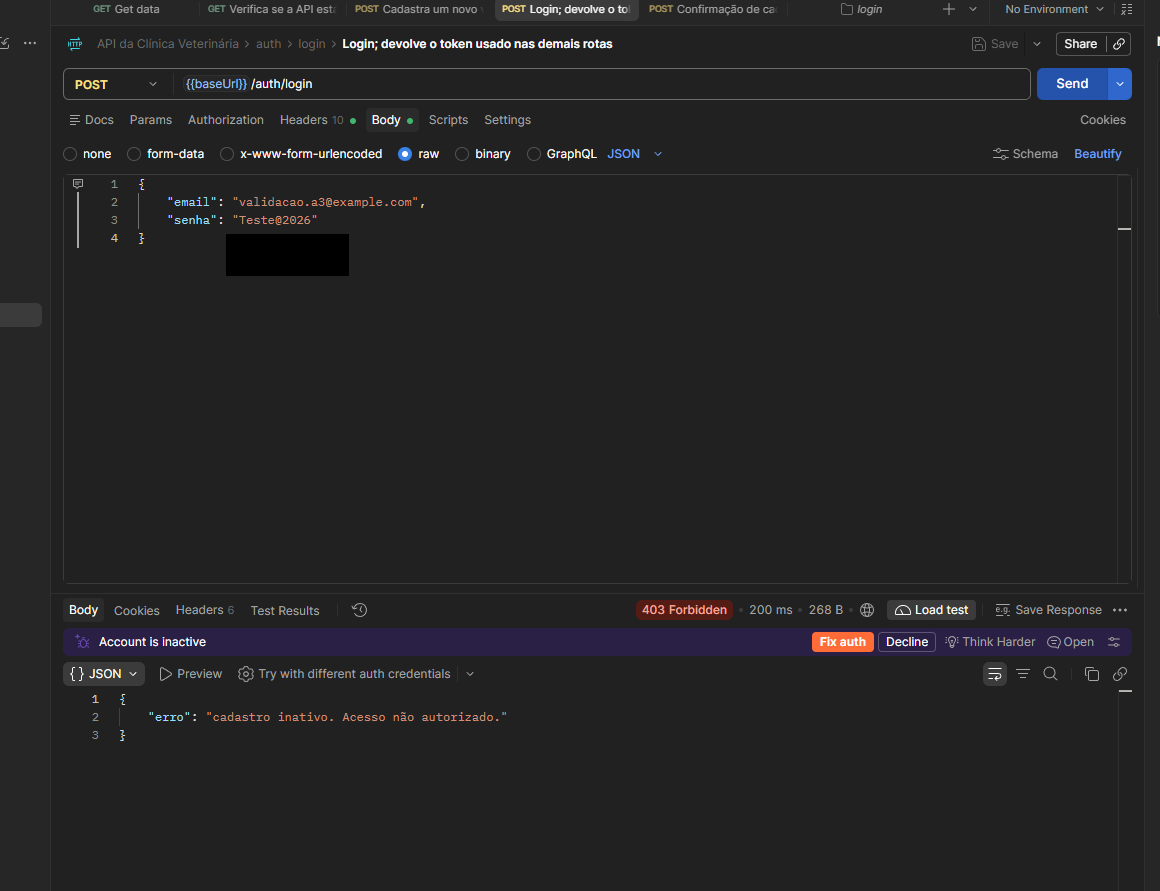 GET Get data GET Verifica se a API est POST Cadastra um novo POST Login; devolve o to POST Confirmação de ca login No Environment
HTTP API da Clínica Veterinária > auth > login > Login; devolve o token usado nas demais rotas Save Share
POST {{baseUrl}} /auth/login Send
Docs Params Authorization Headers 10 Body Scripts Settings Cookies
none form-data x-www-form-urlencoded raw binary GraphQL JSON Schema Beautify
1 {
2 "email": "validacao.a3@example.com",
3 "senha": "Teste@2026"
4 }
Body Cookies Headers 6 Test Results 403 Forbidden • 200 ms • 268 B • Load test e.g. Save Response
Account is inactive Fix auth Decline Think Harder Open
{} JSON Preview Try with different auth credentials
1 {
2 "erro": "cadastro inativo. Acesso não autorizado."
3 }